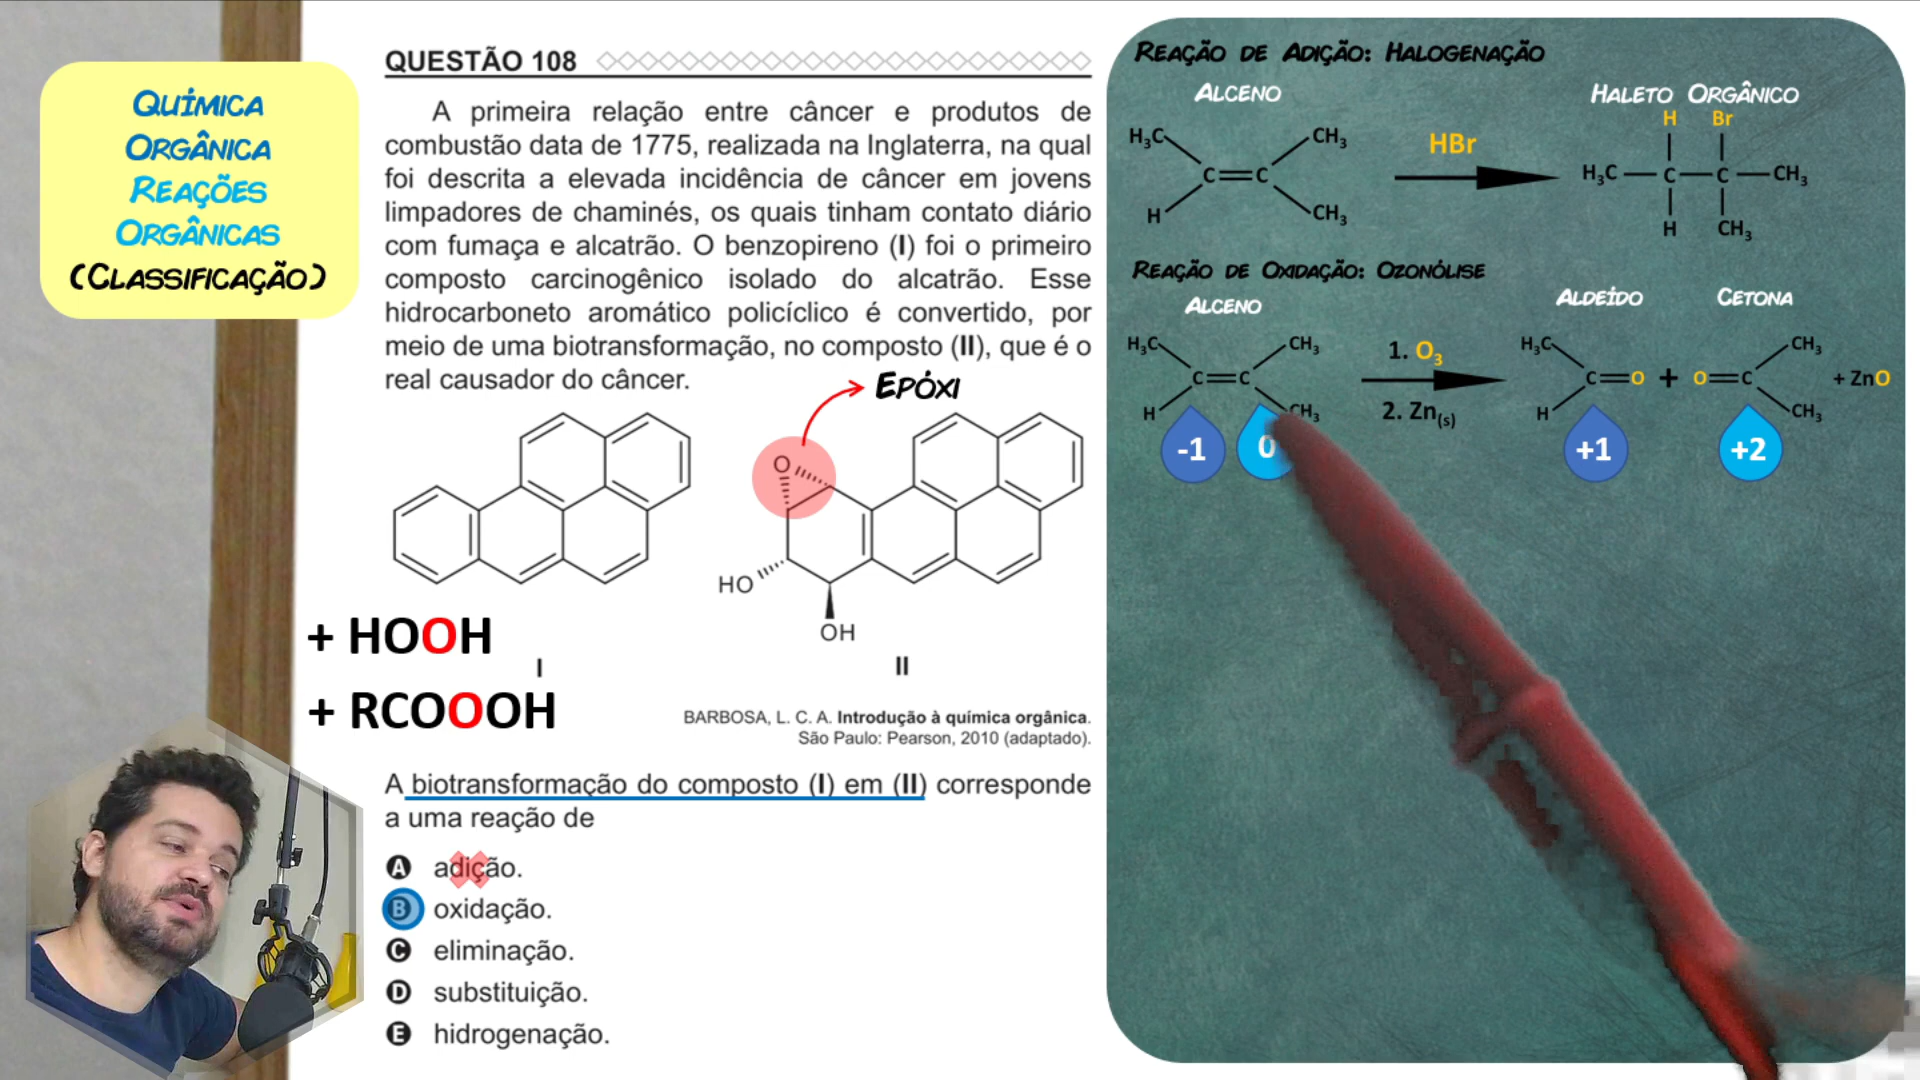 QUÍMICA
ORGÂNICA
REAÇÕES
ORGÂNICAS
(CLASSIFICAÇÃO)
QUESTÃO 108
A primeira relação entre câncer e produtos de
combustão data de 1775, realizada na Inglaterra, na qual
foi descrita a elevada incidência de câncer em jovens
limpadores de chaminés, os quais tinham contato diário
com fumaça e alcatrão. O benzopireno (I) foi o primeiro
composto carcinogênico isolado do alcatrão. Esse
hidrocarboneto aromático policíclico é convertido, por
meio de uma biotransformação, no composto (II), que é o
real causador do câncer.
EPÓXI
O
HO
OH
+ HOOH
I
II
+ RCOOOOH
BARBOSA, L. C. A. Introdução à química orgânica.
São Paulo: Pearson, 2010 (adaptado).
A biotransformação do composto (I) em (II) corresponde
a uma reação de
A adição.
B oxidação.
C eliminação.
D substituição.
E hidrogenação.
REAÇÃO DE ADIÇÃO: HALOGENAÇÃO
ALCENO
HALETO ORGÂNICO
H Br
H₃C CH₃
HBr
C=C
H₃C—C—C—CH₃
H CH₃
H CH₃
REAÇÃO DE OXIDAÇÃO: OZONÓLISE
ALCENO
ALDEÍDO CETONA
H₃C CH₃
1. O₃
H₃C CH₃
C=C
C=O + O=C + ZnO
H CH₃
2. Zn(s)
H CH₃
-1 0 +1 +2